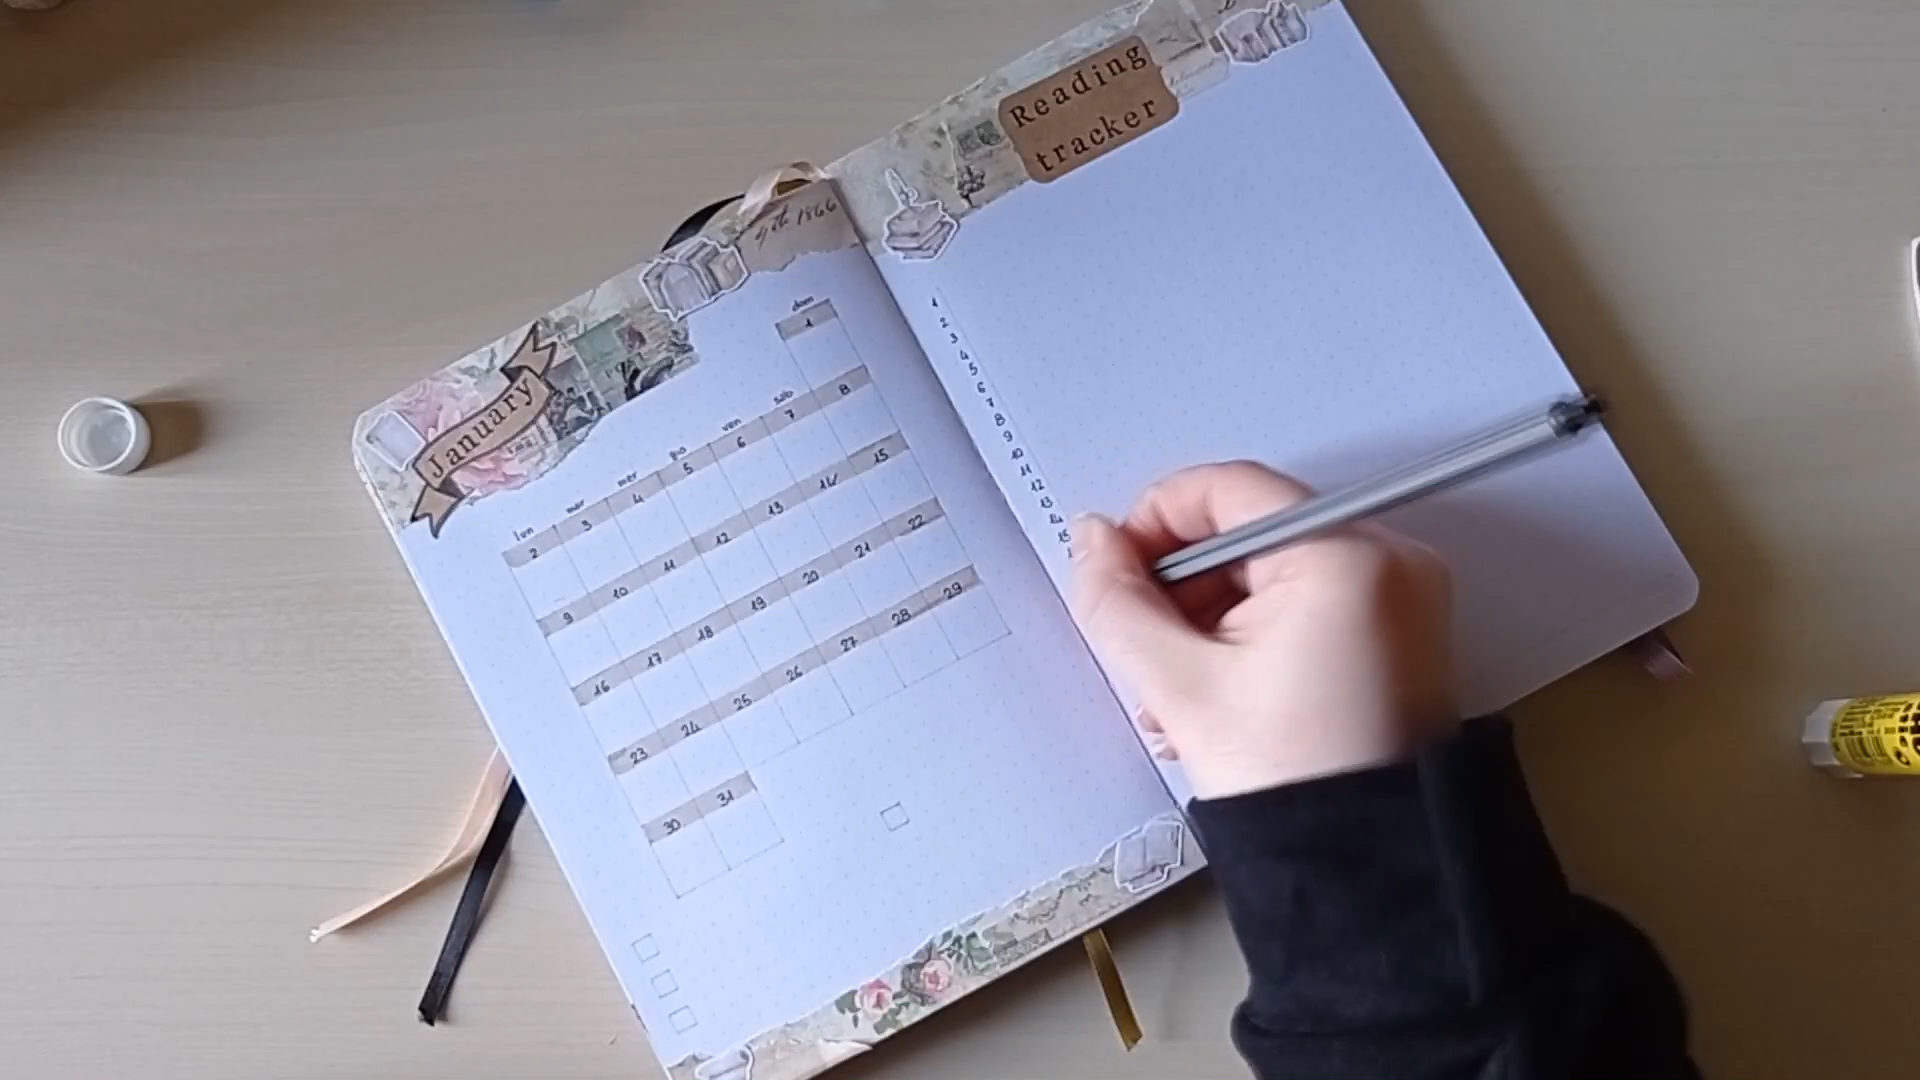 January
4th 1866
dom
1
lun mar mer gio ven sab
2 3 4 5 6 7 8
9 10 11 12 13 14 15
16 17 18 19 20 21 22
23 24 25 26 27 28 29
30 31
Reading
tracker
1
2
3
4
5
6
7
8
9
10
11
12
13
14
15